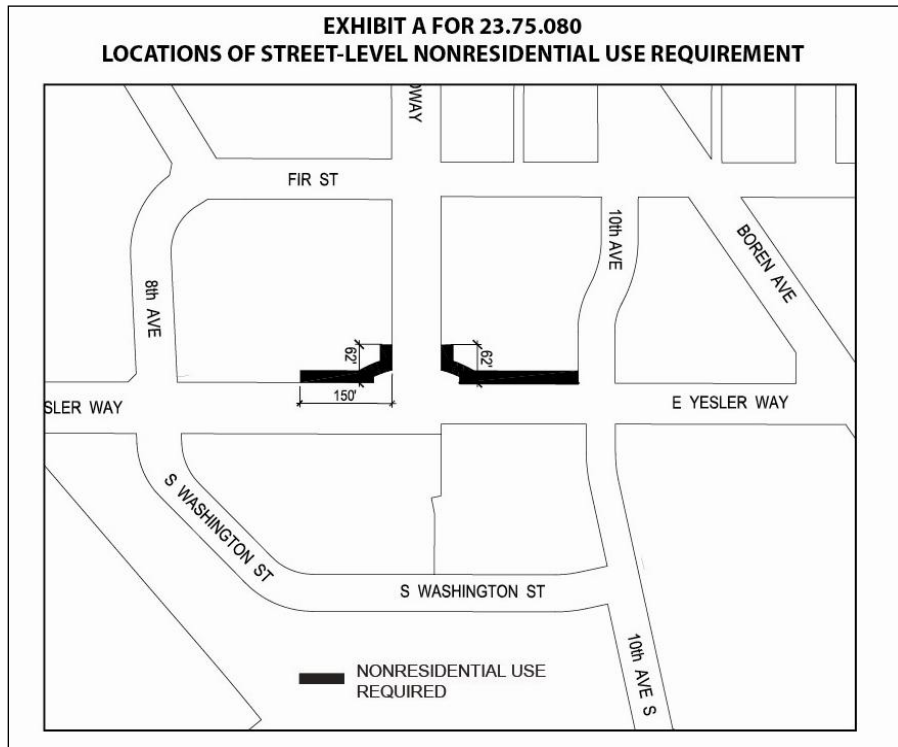 EXHIBIT A FOR 23.75.080
LOCATIONS OF STREET-LEVEL NONRESIDENTIAL USE REQUIREMENT
DWAY
FIR ST
10th AVE
BOREN AVE
8th AVE
62'
62'
150'
SLER WAY
E YESLER WAY
S WASHINGTON ST
S WASHINGTON ST
10th AVE S
NONRESIDENTIAL USE
REQUIRED